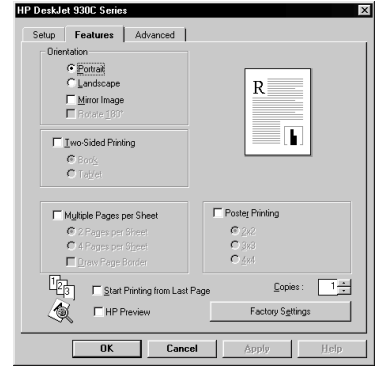 HP DeskJet 930C Series
Setup Features Advanced
Orientation
Portrait
Landscape
Mirror Image
Rotate 180°
R
Two-Sided Printing
Book
Tablet
Multiple Pages per Sheet
2 Pages per Sheet
4 Pages per Sheet
Draw Page Border
Poster Printing
2x2
3x3
4x4
1 2 3
Start Printing from Last Page
Copies : 1
HP Preview
Factory Settings
OK Cancel Apply Help